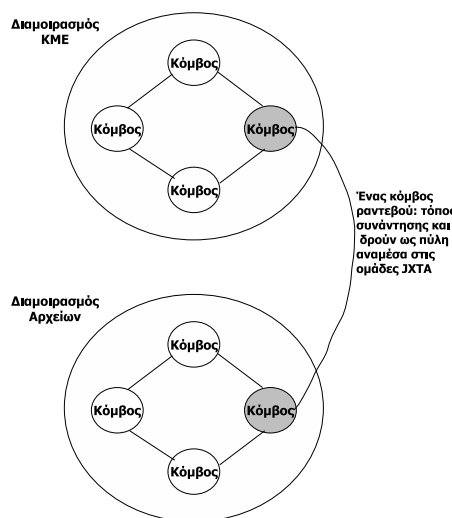 Διαμοιρασμός
ΚΜΕ
Κόμβος
Κόμβος
Κόμβος
Κόμβος
Ένας κόμβος
ραντεβού: τόπος
συνάντησης και
δρούν ως πύλη
αναμέσα στις
ομάδες JXTA
Διαμοιρασμός
Αρχείων
Κόμβος
Κόμβος
Κόμβος
Κόμβος